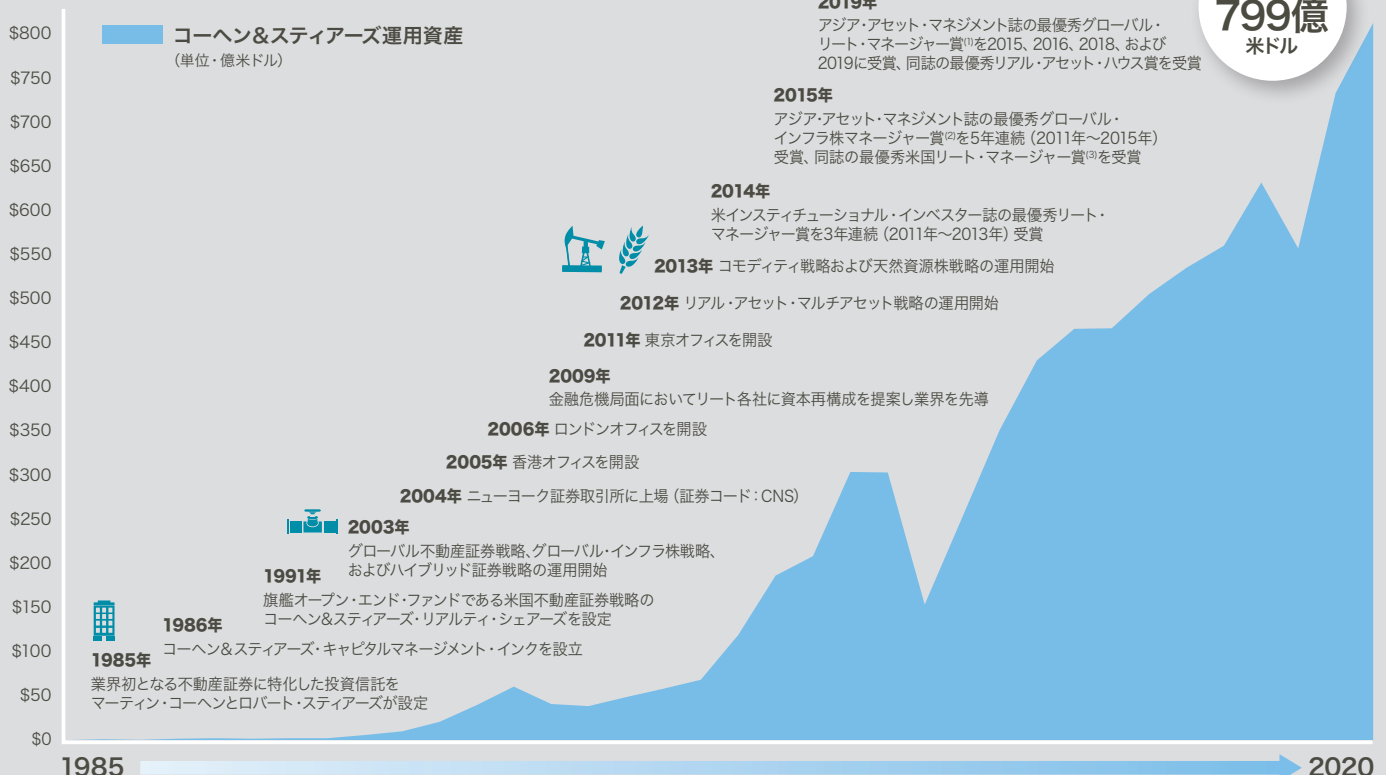 $800
$750
$700
$650
$600
$550
$500
$450
$400
$350
$300
$250
$200
$150
$100
$50
$0
コーヘン&スティアーズ運用資産
（単位・億米ドル）
799億
米ドル
2019年
アジア・アセット・マネジメント誌の最優秀グローバル・
リート・マネージャー賞(1)を2015、2016、2018、および
2019に受賞、同誌の最優秀リアル・アセット・ハウス賞を受賞
2015年
アジア・アセット・マネジメント誌の最優秀グローバル・
インフラ株マネージャー賞(2)を5年連続（2011年～2015年）
受賞、同誌の最優秀米国リート・マネージャー賞(3)を受賞
2014年
米インスティチューショナル・インベスター誌の最優秀リート・
マネージャー賞を3年連続（2011年～2013年）受賞
2013年 コモディティ戦略および天然資源株戦略の運用開始
2012年 リアル・アセット・マルチアセット戦略の運用開始
2011年 東京オフィスを開設
2009年
金融危機局面においてリート各社に資本再構成を提案し業界を先導
2006年 ロンドンオフィスを開設
2005年 香港オフィスを開設
2004年 ニューヨーク証券取引所に上場（証券コード：CNS）
2003年
グローバル不動産証券戦略、グローバル・インフラ株戦略、
およびハイブリッド証券戦略の運用開始
1991年
旗艦オープン・エンド・ファンドである米国不動産証券戦略の
コーヘン&スティアーズ・リアルティ・シェアーズを設定
1986年
コーヘン&スティアーズ・キャピタルマネージメント・インクを設立
1985年
業界初となる不動産証券に特化した投資信託を
マーティン・コーヘンとロバート・スティアーズが設定
1985
2020